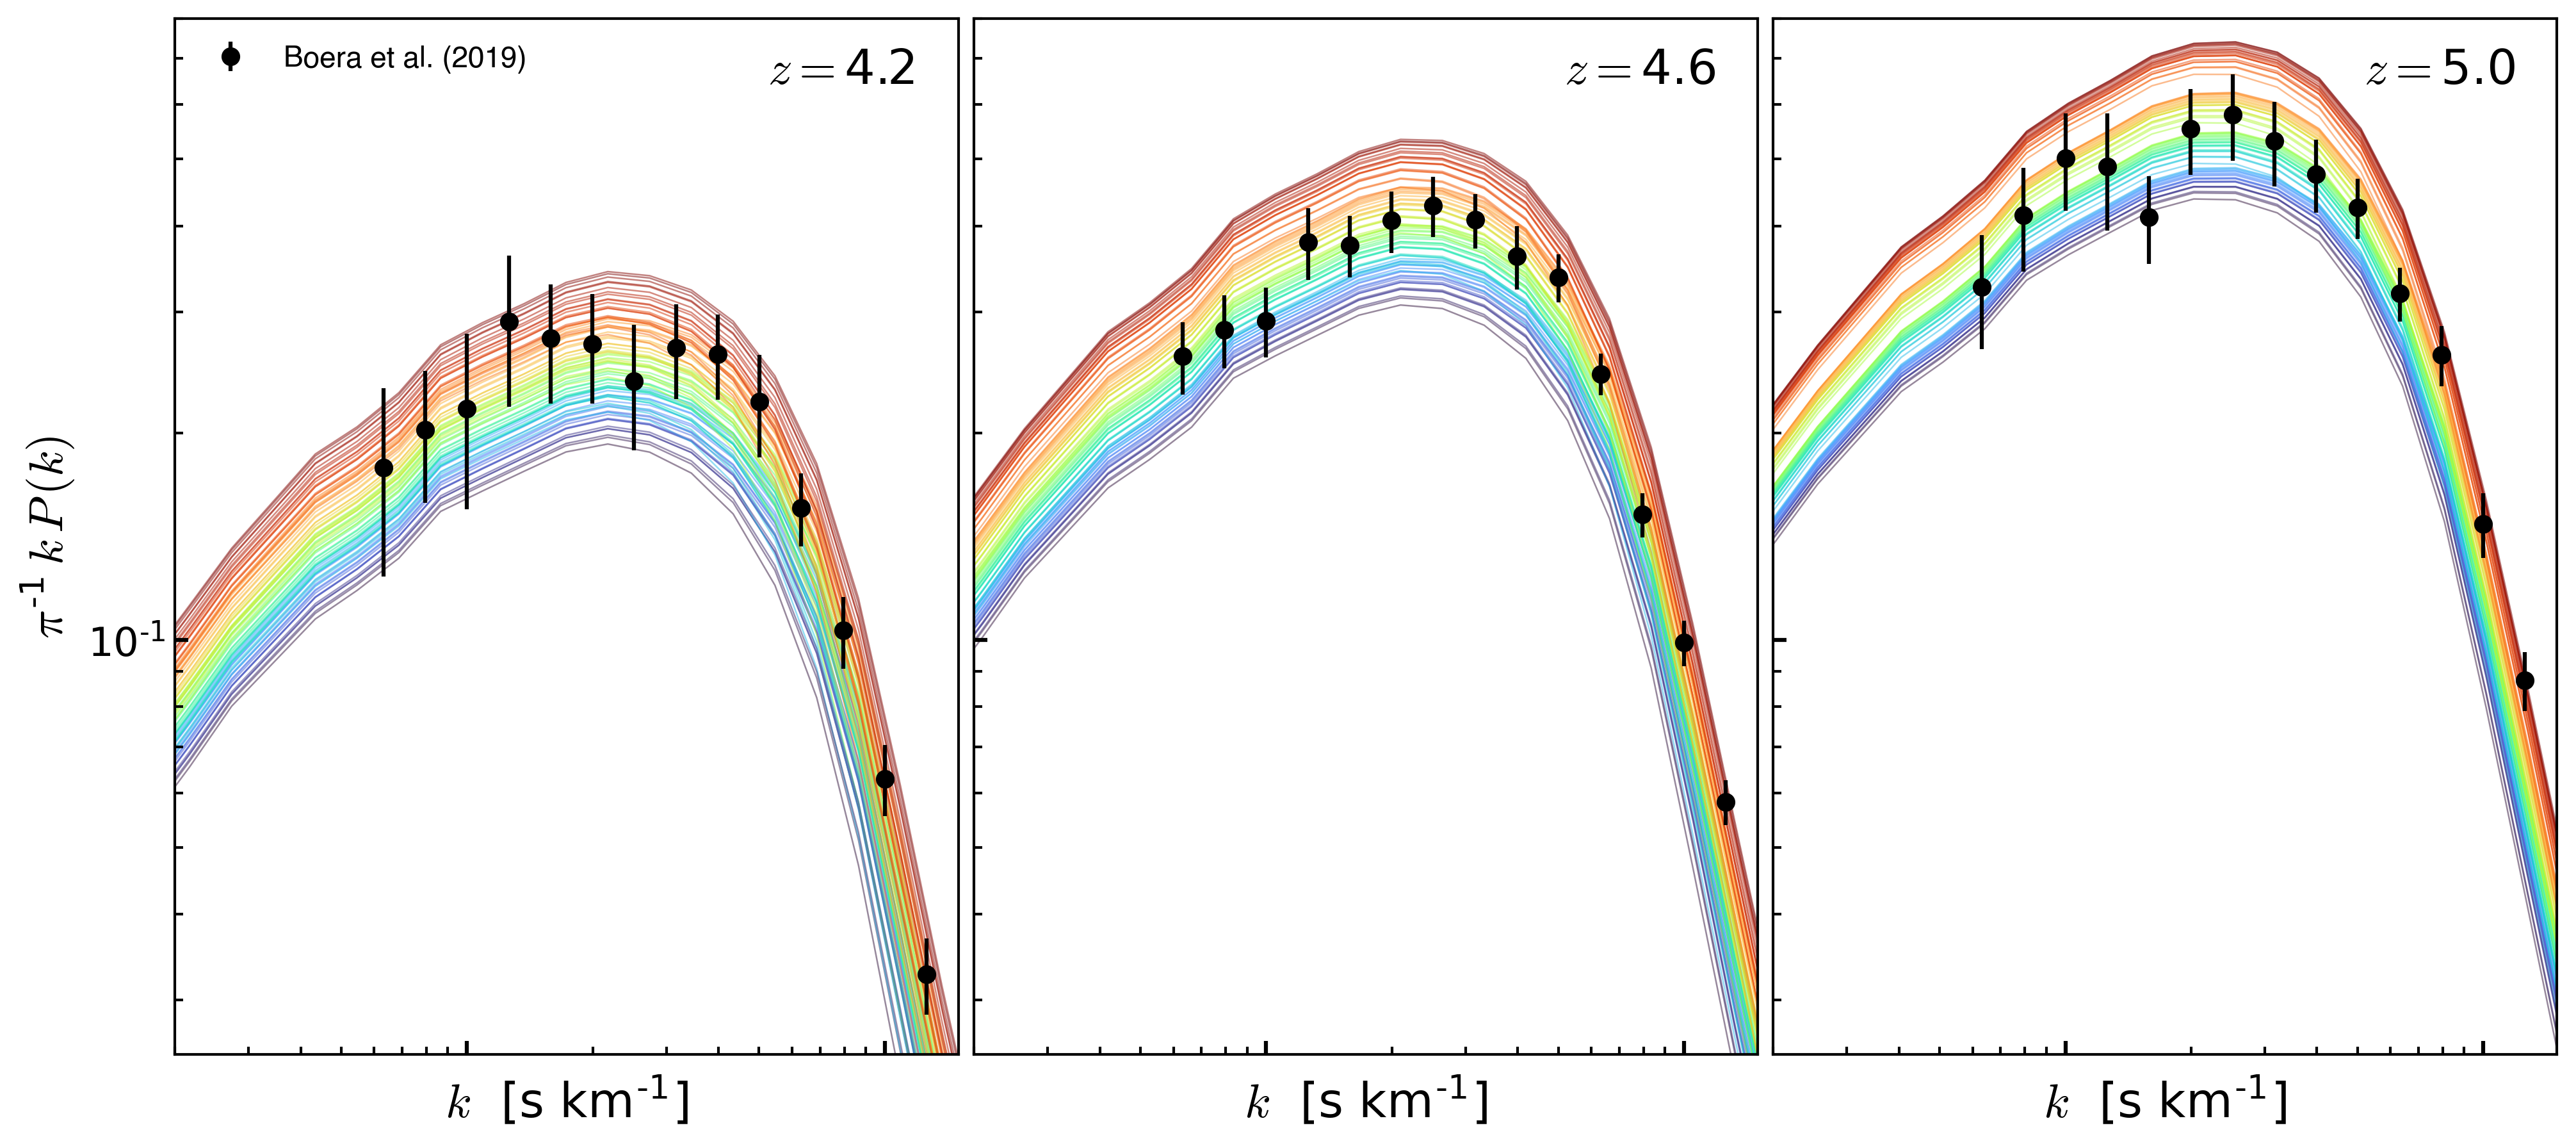 Boera et al. (2019)
z = 4.2
z = 4.6
z = 5.0
π⁻¹ k P(k)
10⁻¹
k [s km⁻¹]
k [s km⁻¹]
k [s km⁻¹]